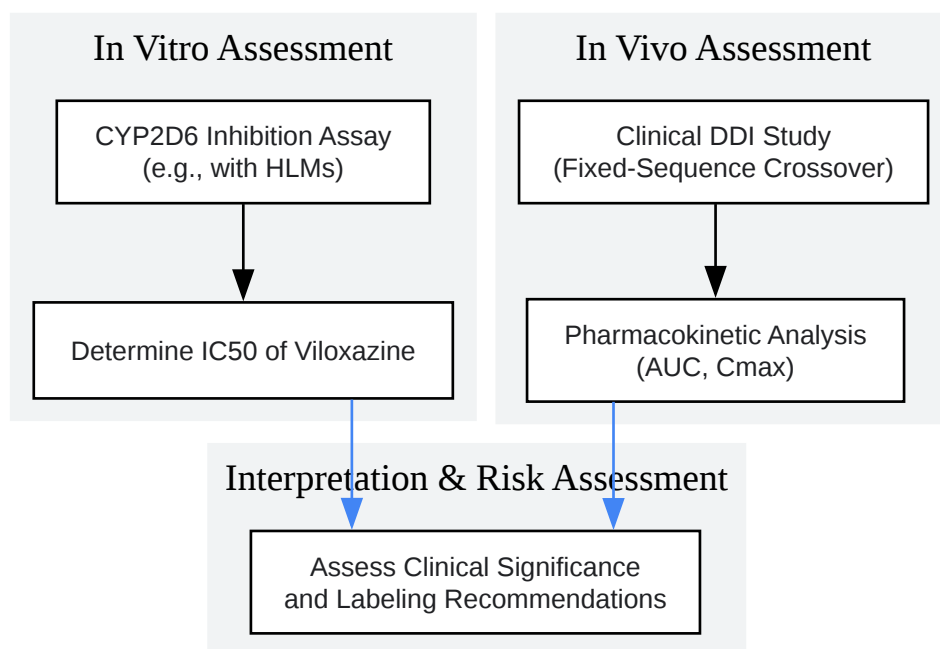 In Vitro Assessment
CYP2D6 Inhibition Assay
(e.g., with HLMs)
Determine IC50 of Viloxazine
In Vivo Assessment
Clinical DDI Study
(Fixed-Sequence Crossover)
Pharmacokinetic Analysis
(AUC, Cmax)
Interpretation & Risk Assessment
Assess Clinical Significance
and Labeling Recommendations